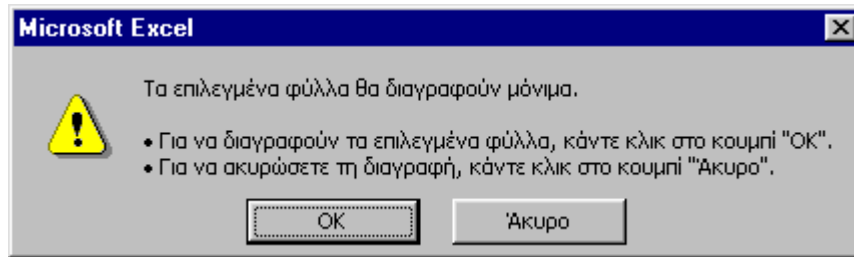 Microsoft Excel
Τα επιλεγμένα φύλλα θα διαγραφούν μόνιμα.
• Για να διαγραφούν τα επιλεγμένα φύλλα, κάντε κλικ στο κουμπί "OK".
• Για να ακυρώσετε τη διαγραφή, κάντε κλικ στο κουμπί "Άκυρο".
OK Άκυρο